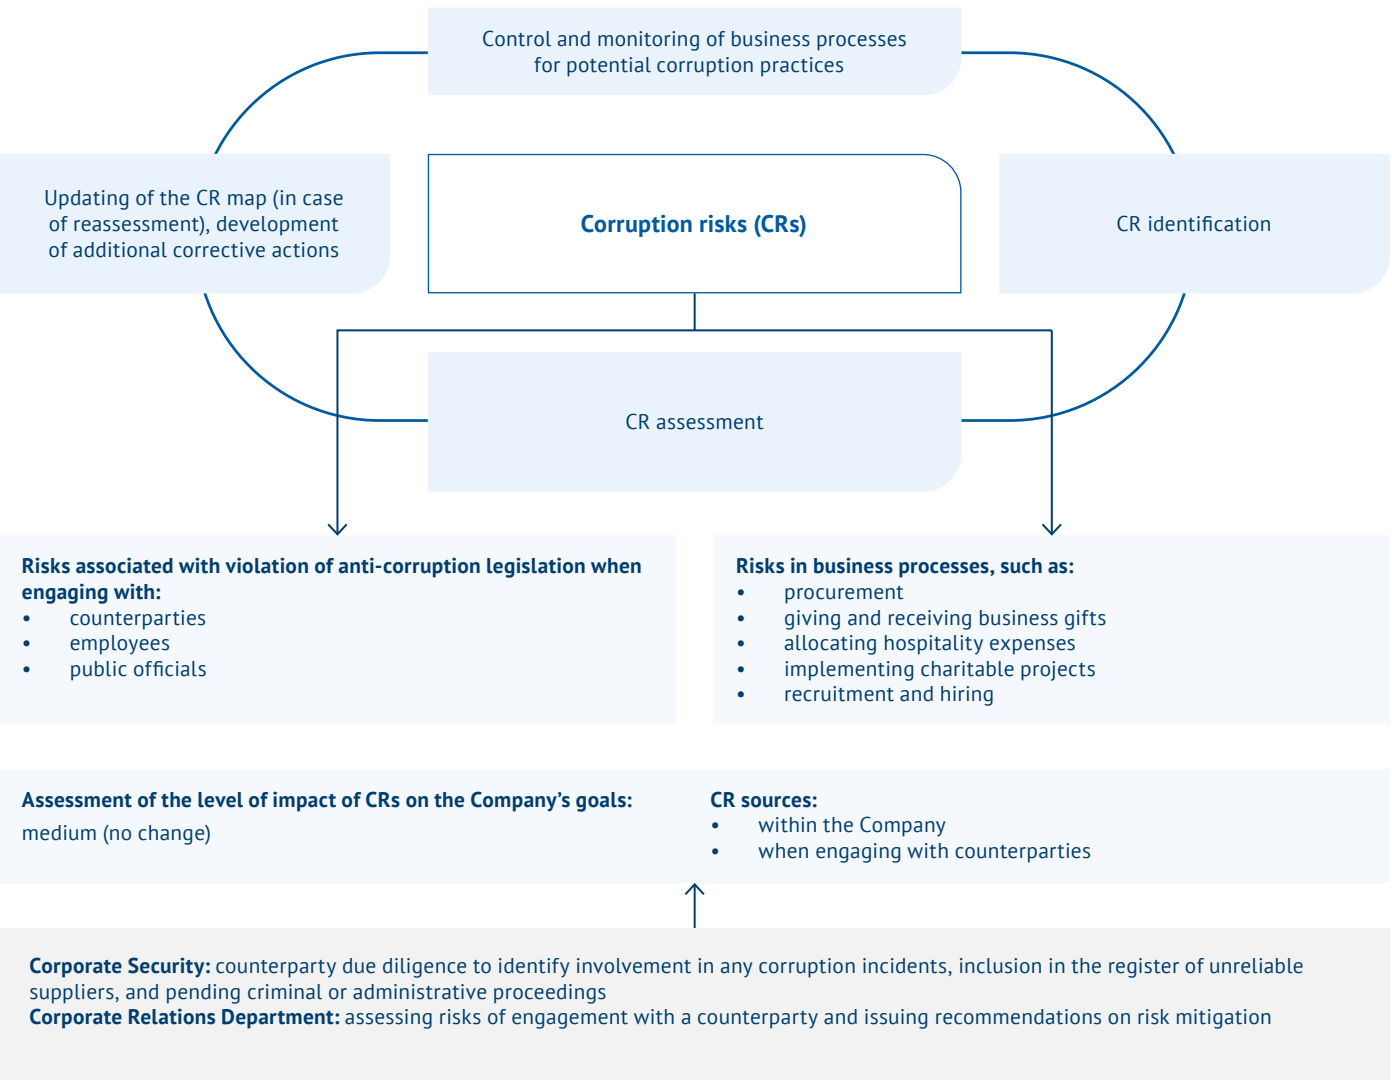 Control and monitoring of business processes
for potential corruption practices
Updating of the CR map (in case
of reassessment), development
of additional corrective actions
Corruption risks (CRs)
CR identification
CR assessment
Risks associated with violation of anti-corruption legislation when
engaging with:
• counterparties
• employees
• public officials
Risks in business processes, such as:
• procurement
• giving and receiving business gifts
• allocating hospitality expenses
• implementing charitable projects
• recruitment and hiring
Assessment of the level of impact of CRs on the Company’s goals:
medium (no change)
CR sources:
• within the Company
• when engaging with counterparties
Corporate Security: counterparty due diligence to identify involvement in any corruption incidents, inclusion in the register of unreliable
suppliers, and pending criminal or administrative proceedings
Corporate Relations Department: assessing risks of engagement with a counterparty and issuing recommendations on risk mitigation